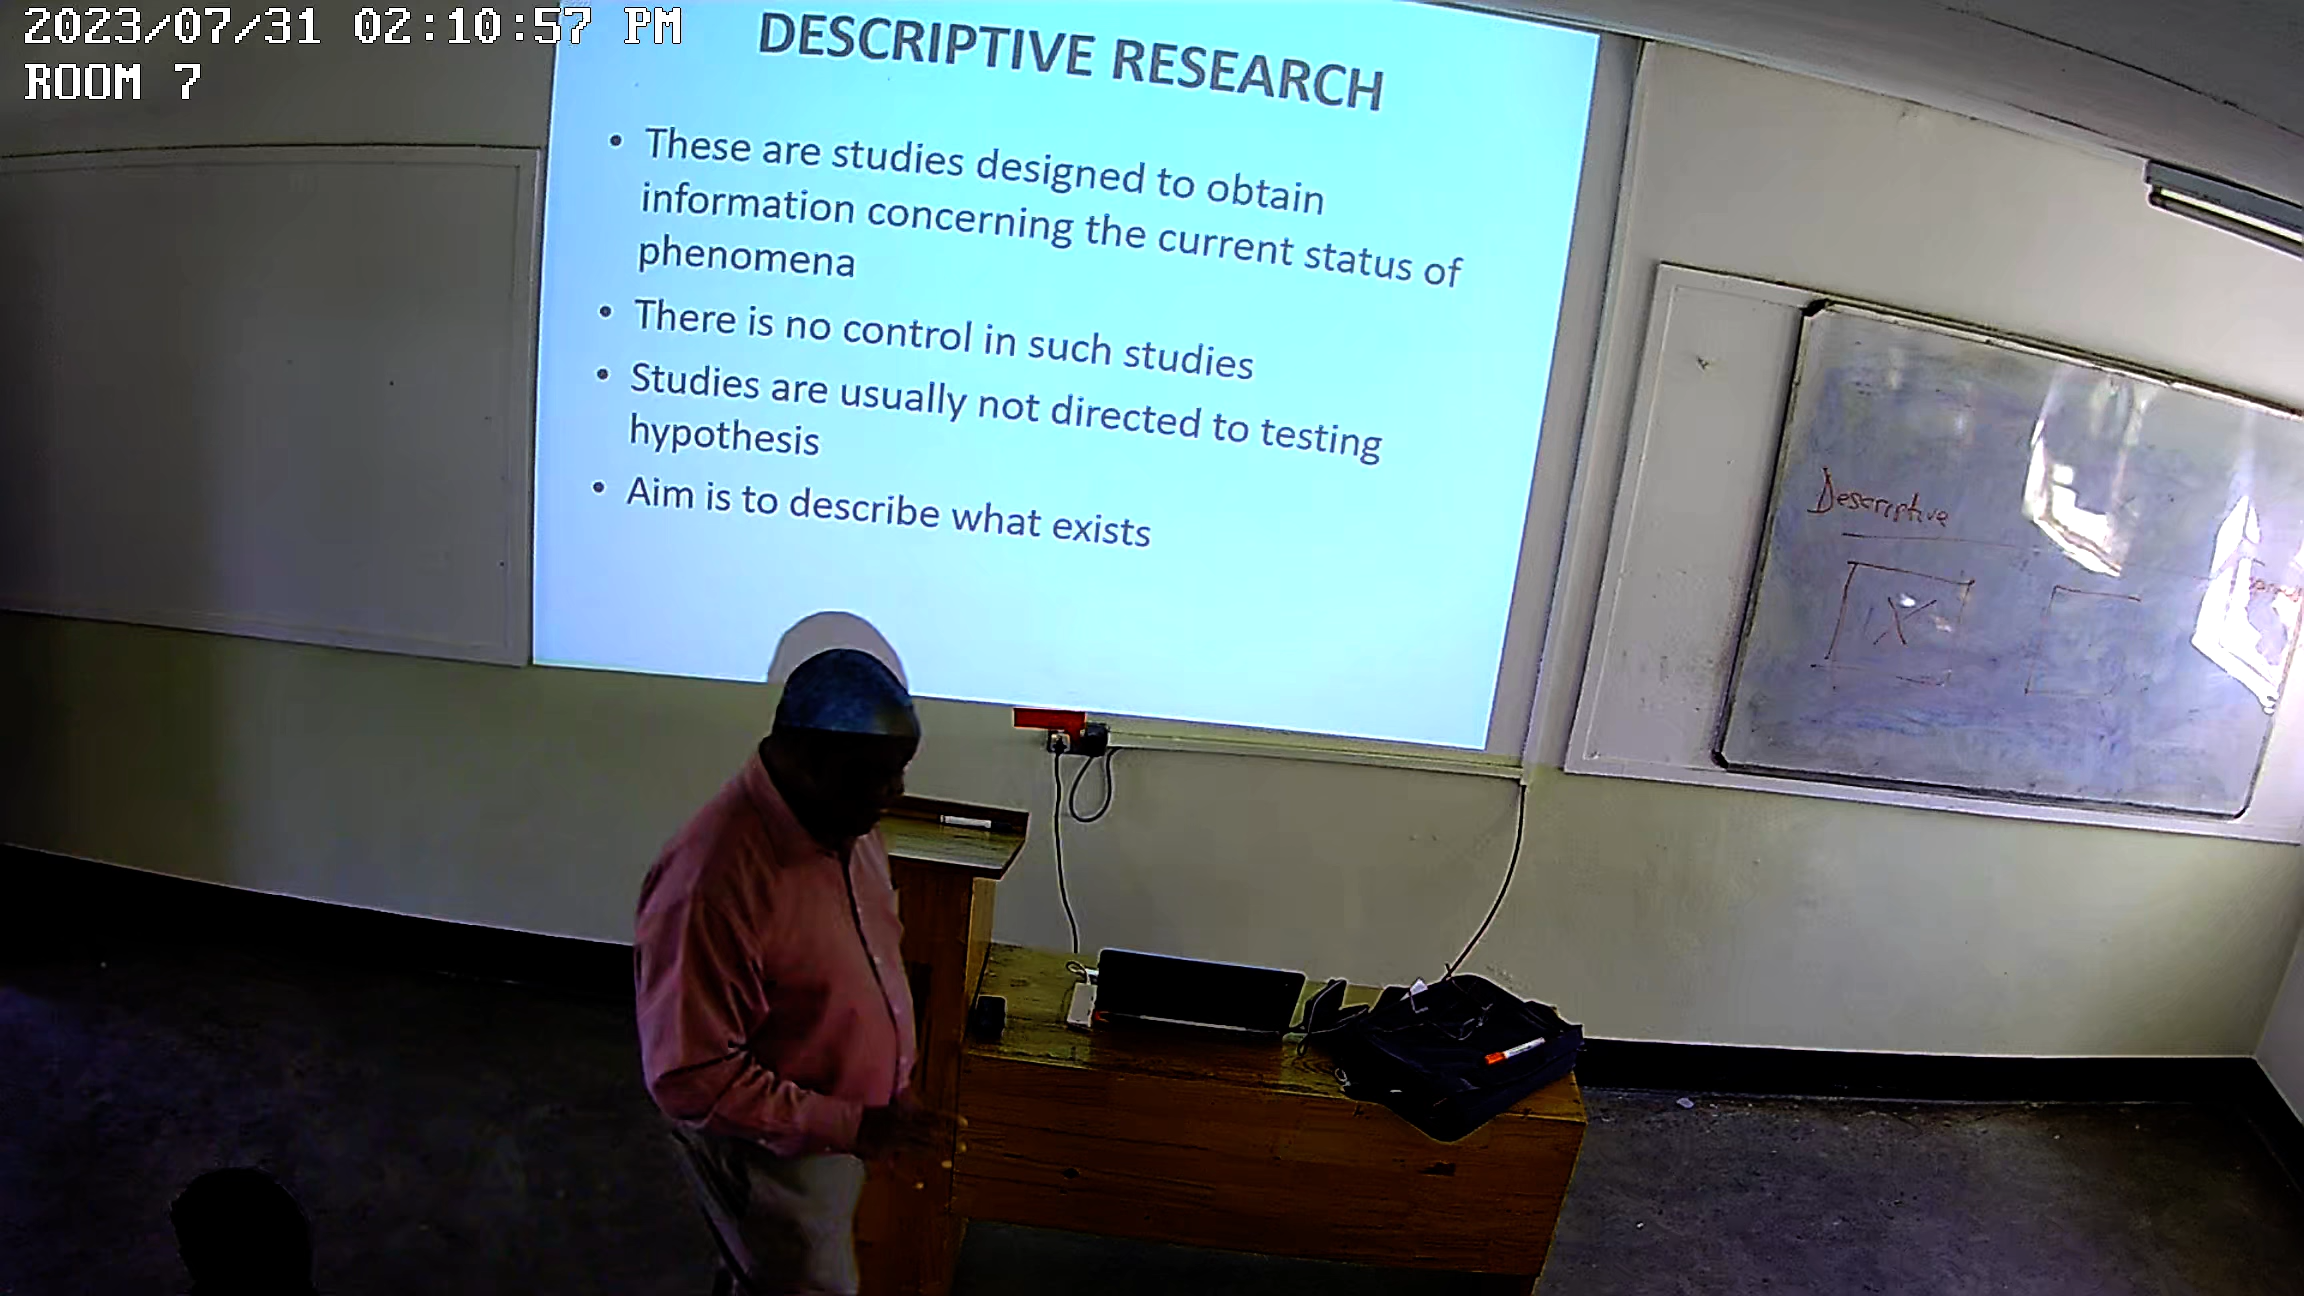 2023/07/31 02:10:57 PM
ROOM 7
DESCRIPTIVE RESEARCH
• These are studies designed to obtain
information concerning the current status of
phenomena
• There is no control in such studies
• Studies are usually not directed to testing
hypothesis
• Aim is to describe what exists
Descriptive
X